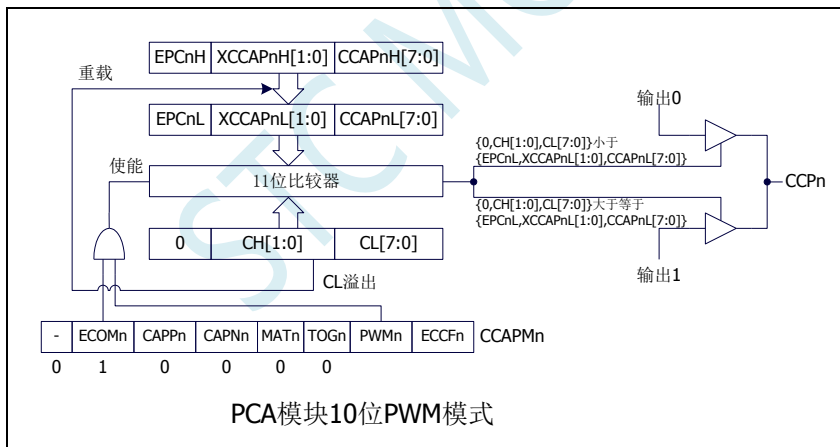 EPCnH XCCAPnH[1:0] CCAPnH[7:0]
重载
EPCnL XCCAPnL[1:0] CCAPnL[7:0]
输出0
使能
{0,CH[1:0],CL[7:0]}小于
{EPCnL,XCCAPnL[1:0],CCAPnL[7:0]}
11位比较器
CCPn
{0,CH[1:0],CL[7:0]}大于等于
{EPCnL,XCCAPnL[1:0],CCAPnL[7:0]}
0 CH[1:0] CL[7:0]
输出1
CL溢出
- ECOMn CAPPn CAPNn MATn TOGn PWMn ECCFn CCAPMn
0 1 0 0 0 0
PCA模块10位PWM模式
STC MC